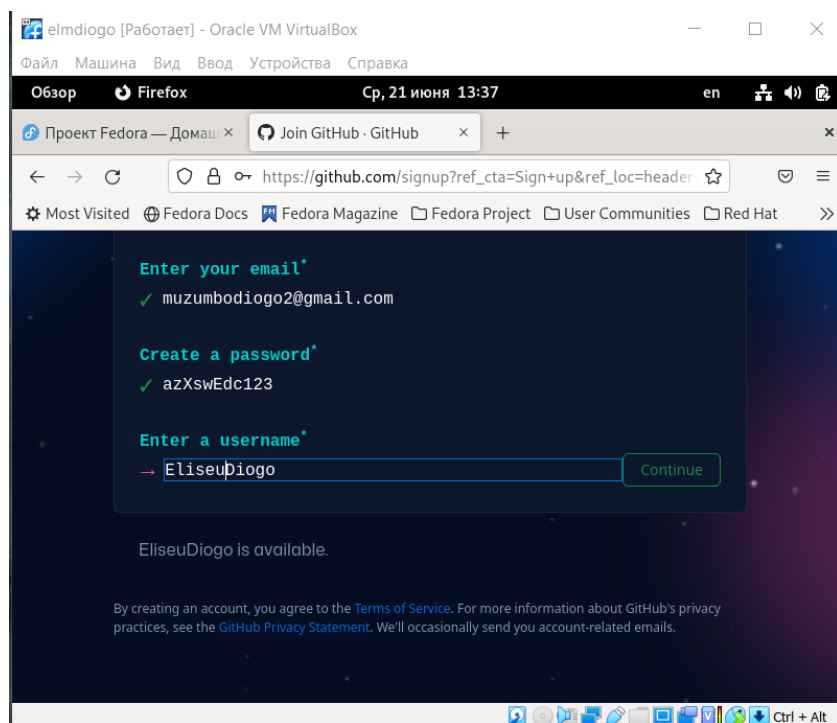 elmdiogo [Работает] - Oracle VM VirtualBox
Файл Машина Вид Ввод Устройства Справка
Обзор Firefox Ср, 21 июня 13:37 en
Проект Fedora — Домаш × Join GitHub · GitHub × + ×
https://github.com/signup?ref_cta=Sign+up&ref_loc=header
Most Visited Fedora Docs Fedora Magazine Fedora Project User Communities Red Hat >>
Enter your email*
✓ muzumbodiogo2@gmail.com
Create a password*
✓ azXswEdc123
Enter a username*
→ EliseuDiogo Continue
EliseuDiogo is available.
By creating an account, you agree to the Terms of Service. For more information about GitHub's privacy
practices, see the GitHub Privacy Statement. We'll occasionally send you account-related emails.
Ctrl + Alt